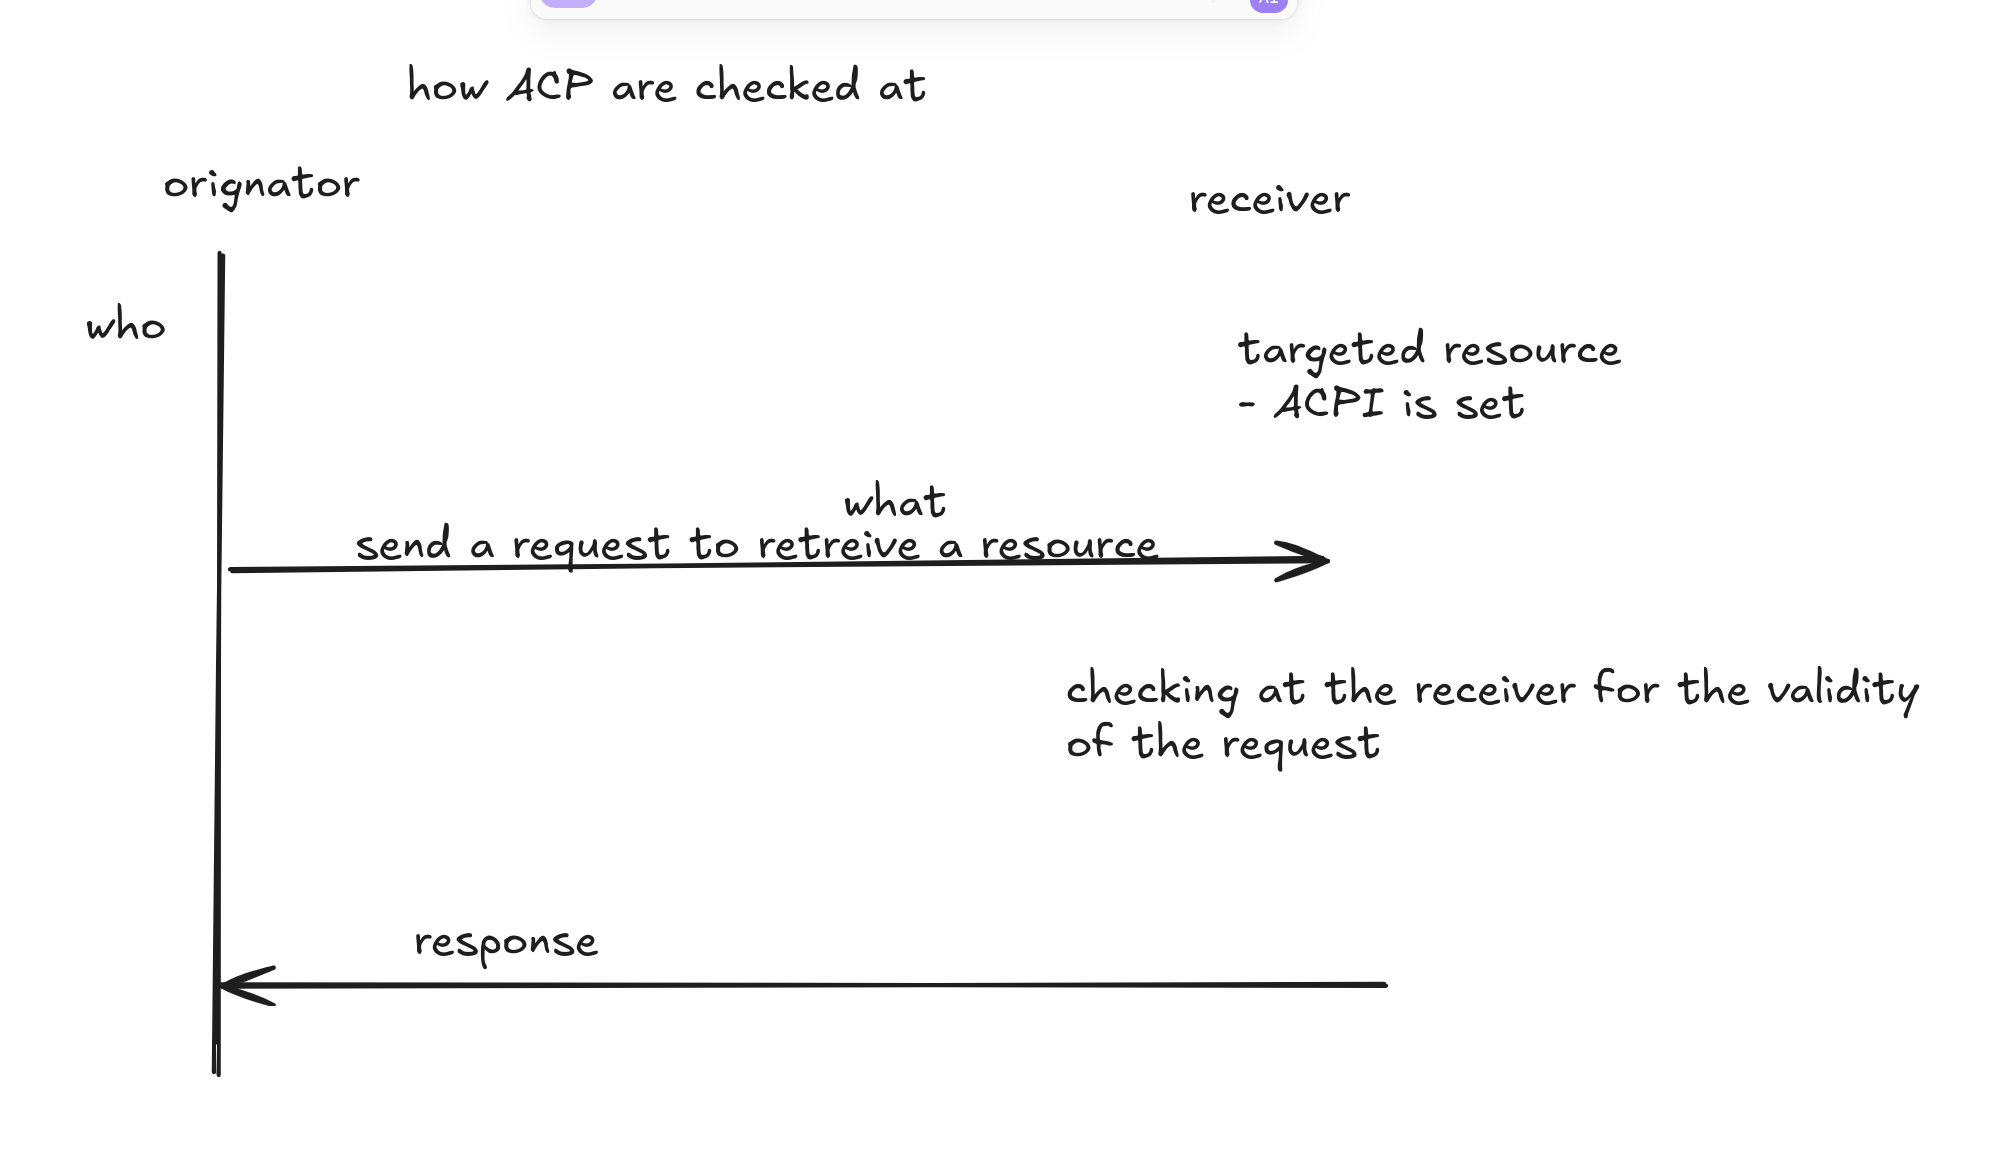 AI
how ACP are checked at
orignator
receiver
who
targeted resource
- ACPI is set
what
send a request to retreive a resource
checking at the receiver for the validity
of the request
response